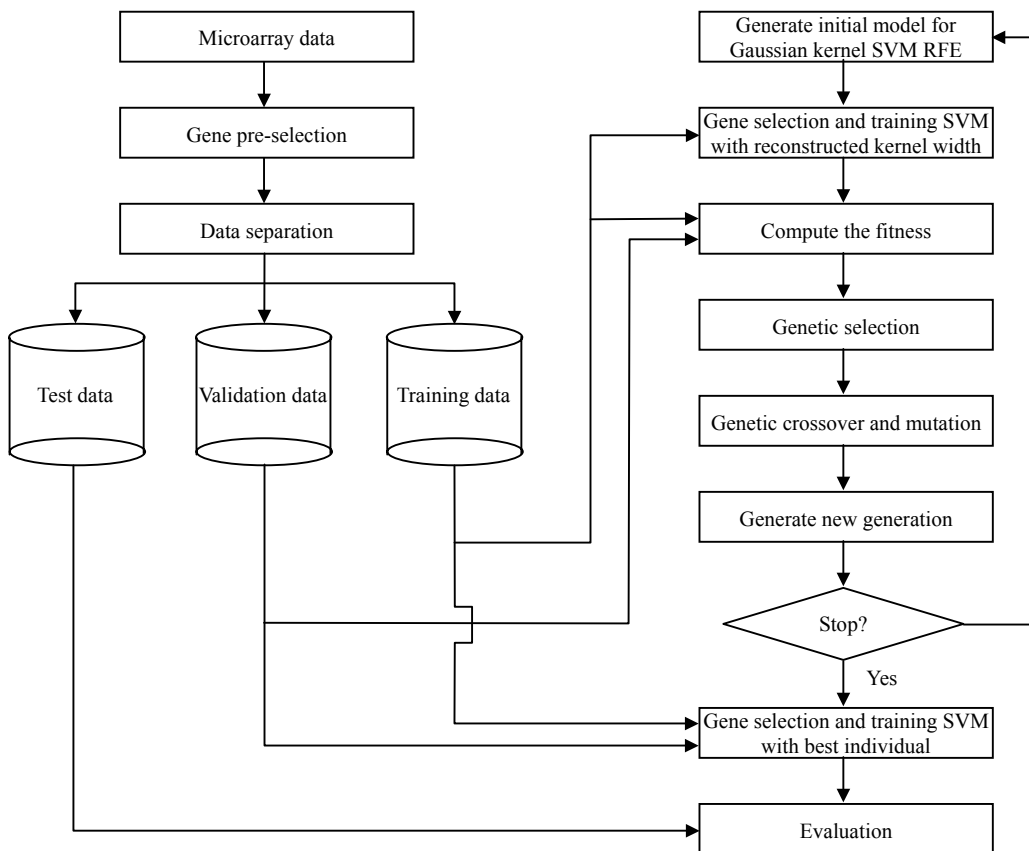 Microarray data
Gene pre-selection
Data separation
Test data
Validation data
Training data
Generate initial model for
Gaussian kernel SVM RFE
Gene selection and training SVM
with reconstructed kernel width
Compute the fitness
Genetic selection
Genetic crossover and mutation
Generate new generation
Stop?
Yes
Gene selection and training SVM
with best individual
Evaluation